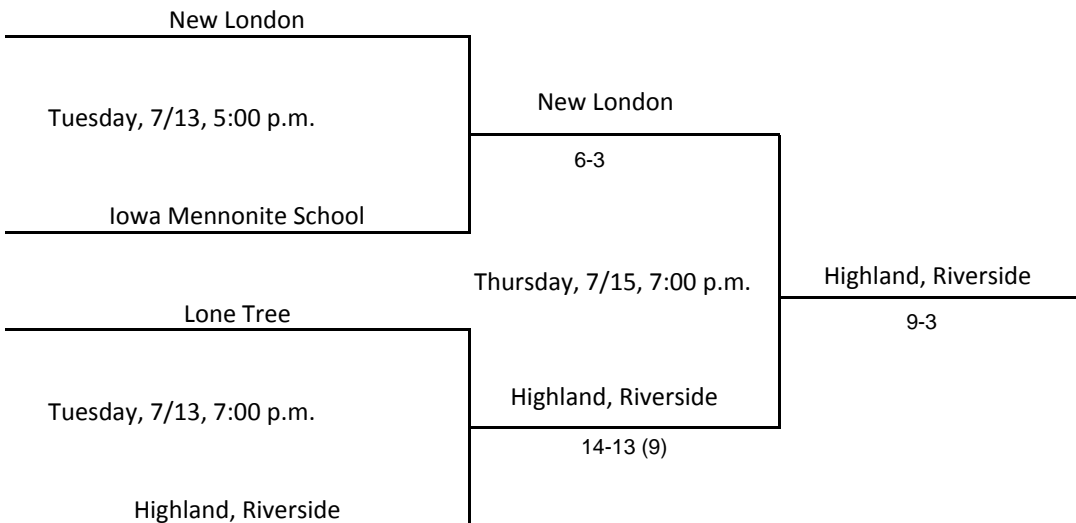 New London
Tuesday, 7/13, 5:00 p.m.
New London
6-3
Iowa Mennonite School
Thursday, 7/15, 7:00 p.m.
Highland, Riverside
9-3
Lone Tree
Tuesday, 7/13, 7:00 p.m.
Highland, Riverside
14-13 (9)
Highland, Riverside